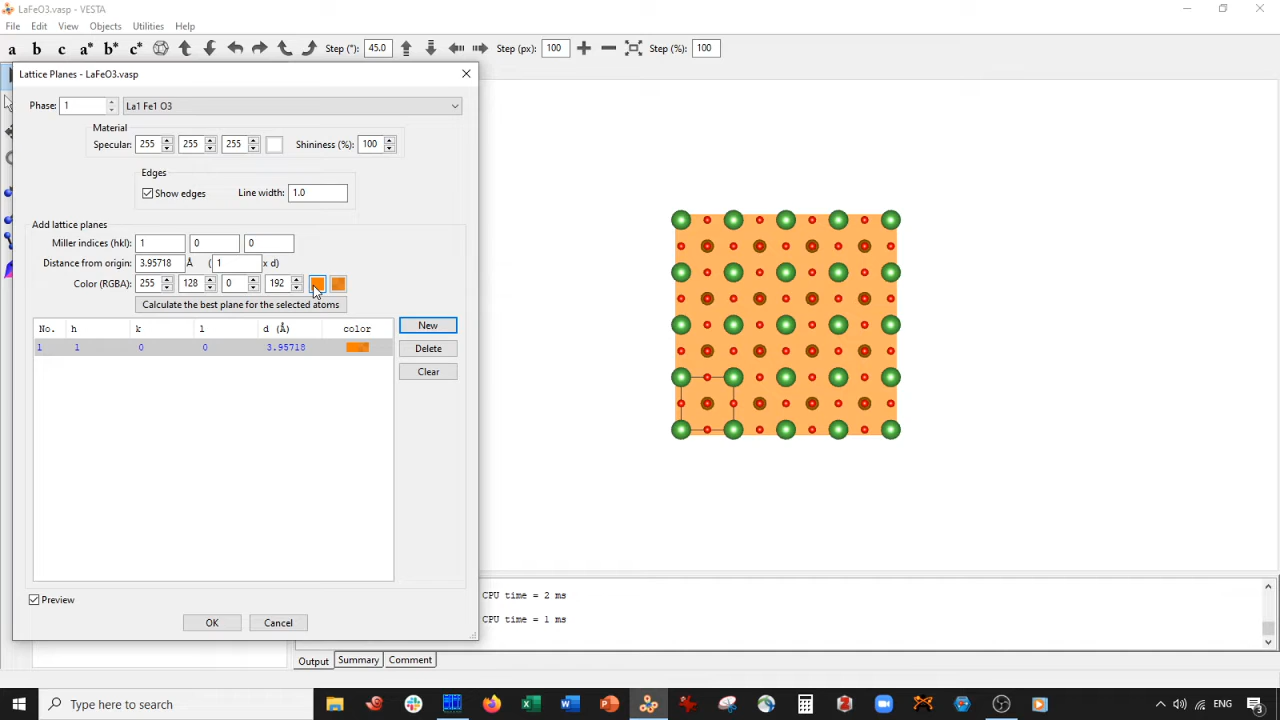 LaFeO3.vasp - VESTA
File Edit View Objects Utilities Help
a b c a* b* c* Step (°): 45.0 Step (px): 100 Step (%): 100
Lattice Planes - LaFeO3.vasp
Phase: 1 La1 Fe1 O3
Material
Specular: 255 255 255 Shininess (%): 100
Edges
Show edges Line width: 1.0
Add lattice planes
Miller indices (hkl): 1 0 0
Distance from origin: 3.95718 Å ( 1 x d)
Color (RGBA): 255 128 0 192
Calculate the best plane for the selected atoms
No. h k l d (Å) color
1 1 0 0 3.95718
New
Delete
Clear
Preview
OK Cancel
CPU time = 2 ms
CPU time = 1 ms
Output Summary Comment
Type here to search
ENG
3